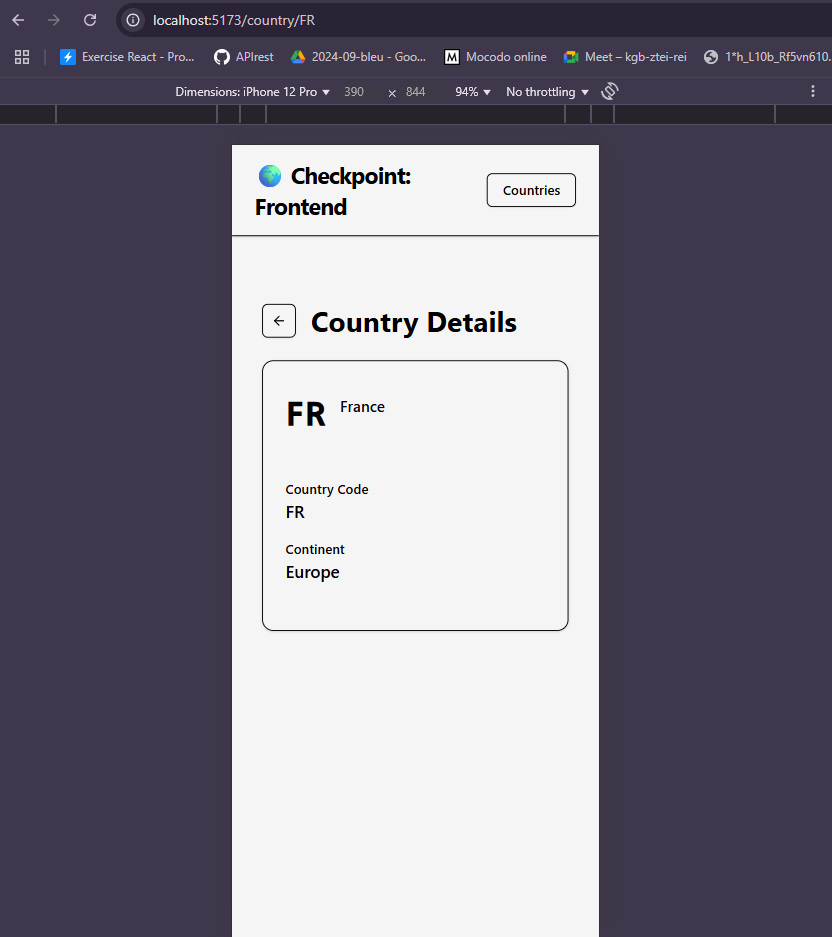 localhost:5173/country/FR
Exercise React - Pro... APIrest 2024-09-bleu - Goo... M Mocodo online Meet – kgb-ztei-rei 1*h_L10b_Rf5vn610.
Dimensions: iPhone 12 Pro 390 × 844 94% No throttling
Checkpoint:
Frontend
Countries
Country Details
FR France
Country Code
FR
Continent
Europe